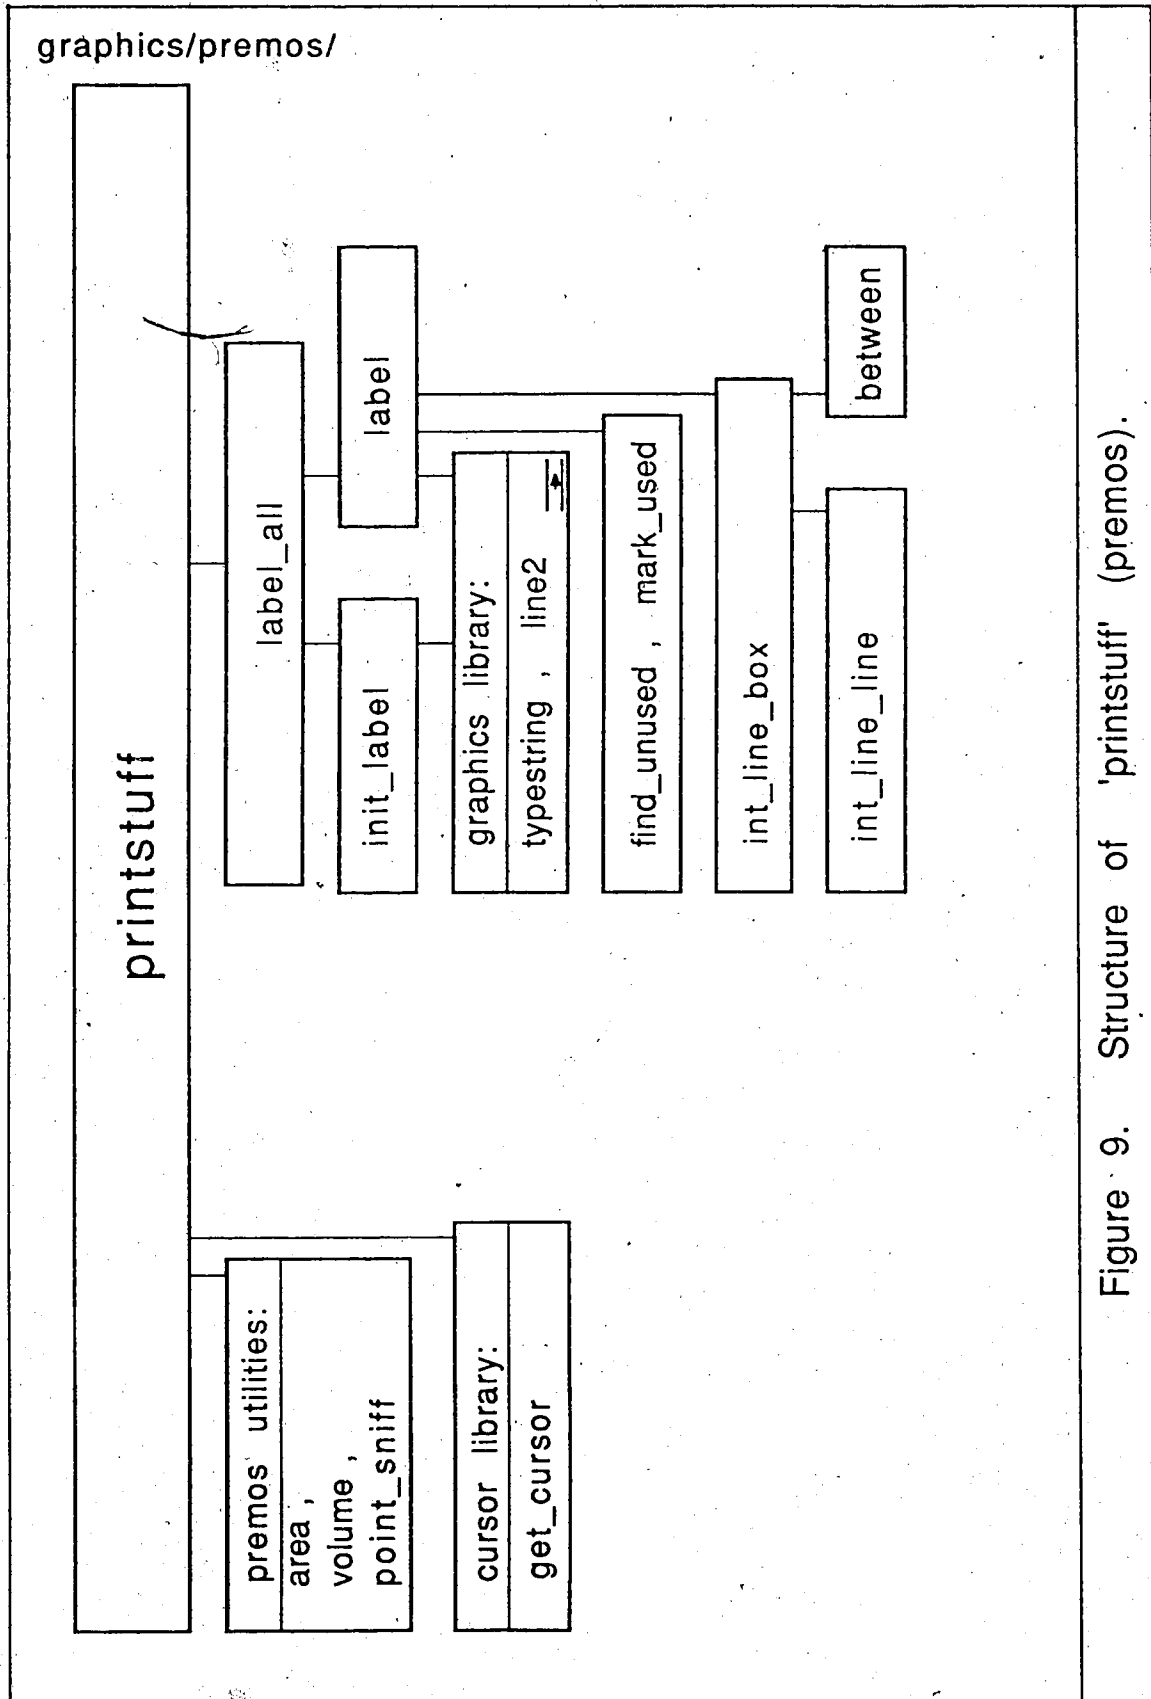 graphics/premos/
printstuff
premos utilities:
area,
volume,
point_sniff
cursor library:
get_cursor
label_all
init_label
label
graphics library:
typestring, line2
find_unused, mark_used
int_line_box
int_line_line
between
Figure 9. Structure of 'printstuff' (premos).